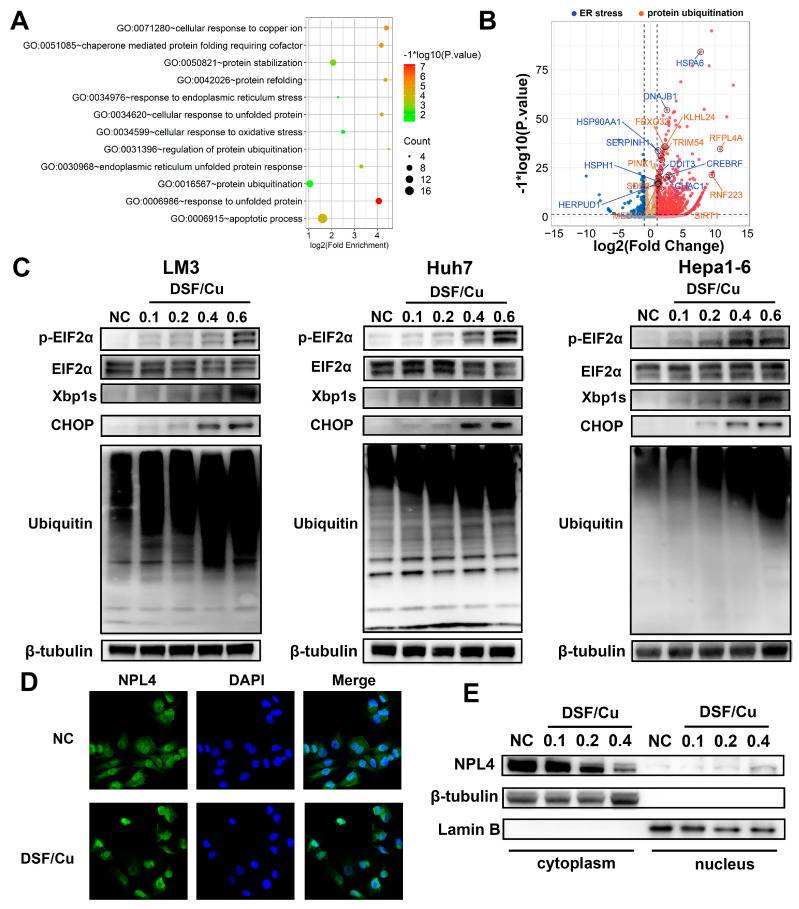 A
GO:0071280~cellular response to copper ion
GO:0051085~chaperone mediated protein folding requiring cofactor
GO:0050821~protein stabilization
GO:0042026~protein refolding
GO:0034976~response to endoplasmic reticulum stress
GO:0034620~cellular response to unfolded protein
GO:0034599~cellular response to oxidative stress
GO:0031396~regulation of protein ubiquitination
GO:0030968~endoplasmic reticulum unfolded protein response
GO:0016567~protein ubiquitination
GO:0006986~response to unfolded protein
GO:0006915~apoptotic process
1 2 3 4
log2(Fold Enrichment)
-1*log10(P.value)
7
6
5
4
3
2
Count
4
8
12
16
B
ER stress protein ubiquitination
-1*log10(P.value)
75
50
25
0
HSPA6
DNAJB1
HSP90AA1
FBXO32
KLHL24
SERPINH1
TRIM54
RFPL4A
HSPH1
PINK1
DDIT3
CREBRF
CHAC1
HERPUD1
RNF223
SIRT1
−15 −10 −5 0 5 10 15
log2(Fold Change)
C
LM3
DSF/Cu
NC 0.1 0.2 0.4 0.6
p-EIF2α
EIF2α
Xbp1s
CHOP
Ubiquitin
β-tubulin
Huh7
DSF/Cu
NC 0.1 0.2 0.4 0.6
p-EIF2α
EIF2α
Xbp1s
CHOP
Ubiquitin
β-tubulin
Hepa1-6
DSF/Cu
NC 0.1 0.2 0.4 0.6
p-EIF2α
EIF2α
Xbp1s
CHOP
Ubiquitin
β-tubulin
D
NPL4 DAPI Merge
NC
DSF/Cu
E
DSF/Cu DSF/Cu
NC 0.1 0.2 0.4 NC 0.1 0.2 0.4
NPL4
β-tubulin
Lamin B
cytoplasm nucleus